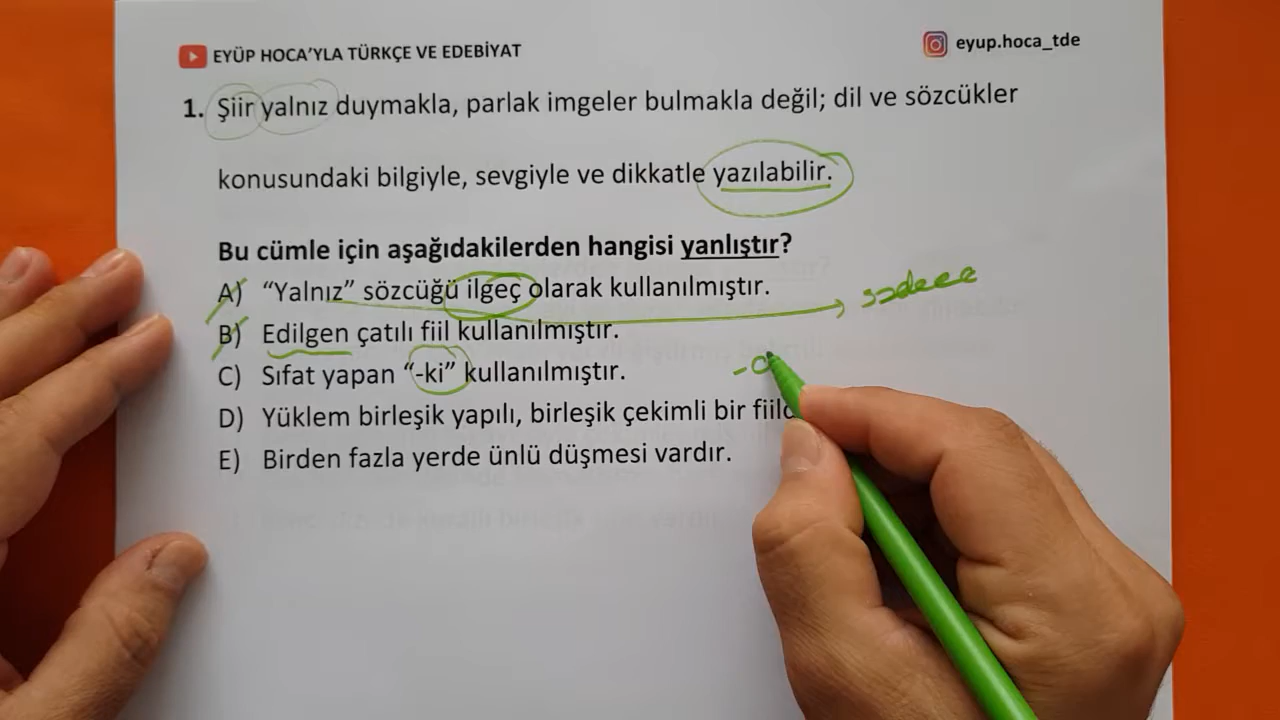 EYÜP HOCA'YLA TÜRKÇE VE EDEBİYAT
eyup.hoca_tde
1. Şiir yalnız duymakla, parlak imgeler bulmakla değil; dil ve sözcükler
konusundaki bilgiyle, sevgiyle ve dikkatle yazılabilir.
Bu cümle için aşağıdakilerden hangisi yanlıştır?
A) "Yalnız" sözcüğü ilgeç olarak kullanılmıştır.
sadece
B) Edilgen çatılı fiil kullanılmıştır.
C) Sıfat yapan "-ki" kullanılmıştır.
D) Yüklem birleşik yapılı, birleşik çekimli bir
E) Birden fazla yerde ünlü düşmesi vardır.